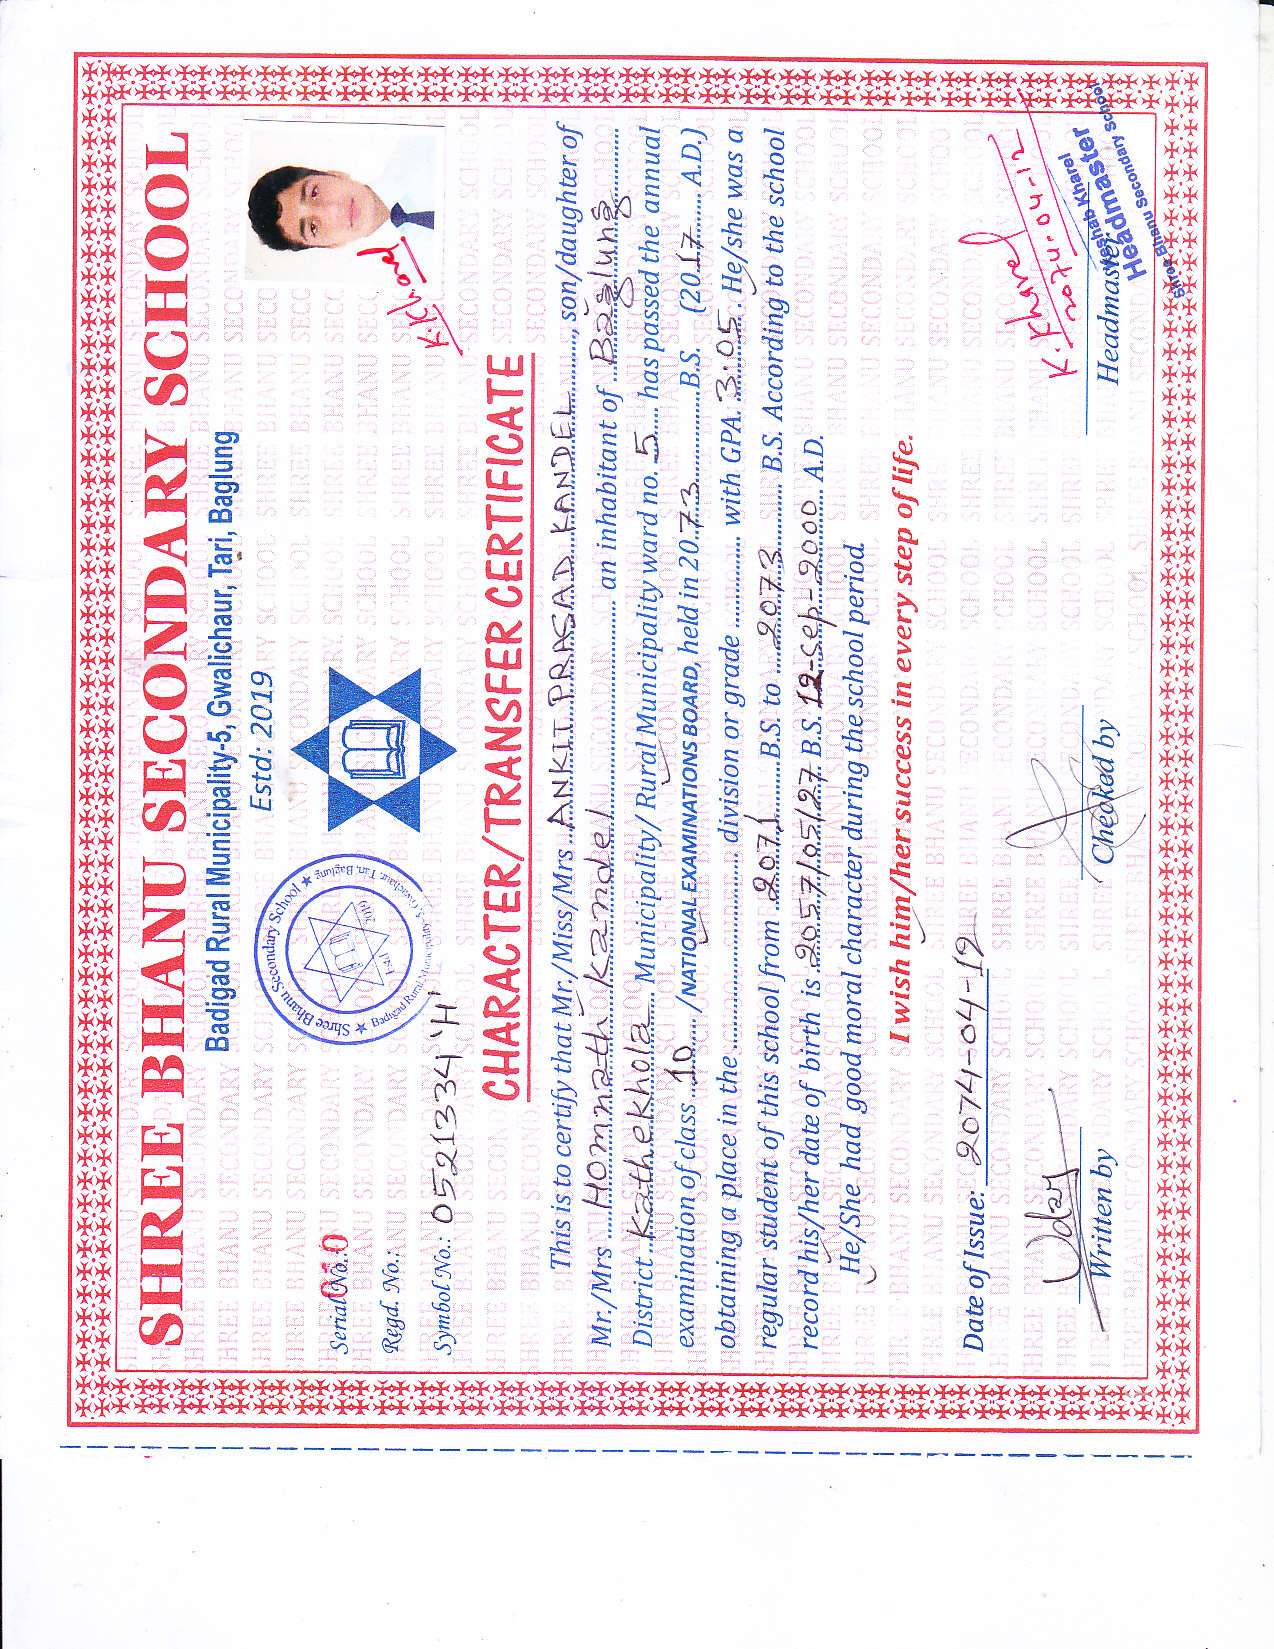 SHREE BHANU SECONDARY SCHOOL
Badigad Rural Municipality-5, Gwalichaur, Tari, Baglung
Estd: 2019
Shree Bhanu Secondary School
Badigad Rural Municipality
Estd. 2019
Serial No.: 010
Regd. No.:
Symbol No.: 0521334 'H'
K. Kharel
CHARACTER/TRANSFER CERTIFICATE
This is to certify that Mr./Miss/Mrs. ANKIT PRASAD KANDEL, son/daughter of
Mr./Mrs Homnath Kandel an inhabitant of Baglung
District Kathekhola Municipality/ Rural Municipality ward no. 5 has passed the annual
examination of class 10 /NATIONAL EXAMINATIONS BOARD, held in 2073 B.S. (2017 A.D.)
obtaining a place in the division or grade with GPA. 3.05. He/she was a
regular student of this school from 2071 B.S. to 2073 B.S. According to the school
record his/her date of birth is 2057/05/27 B.S. 12-Sep-2000 A.D.
He/She had good moral character during the school period.
I wish him/her success in every step of life.
Date of Issue: 2074-04-12
Uday
Written by
Checked by
K. Kharel
2074-04-12
Headmaster
Keshab Kharel
Headmaster
Shree Bhanu Secondary School